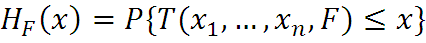 H_F(x) = P{T(x_1, …, x_n, F) ≤ x}